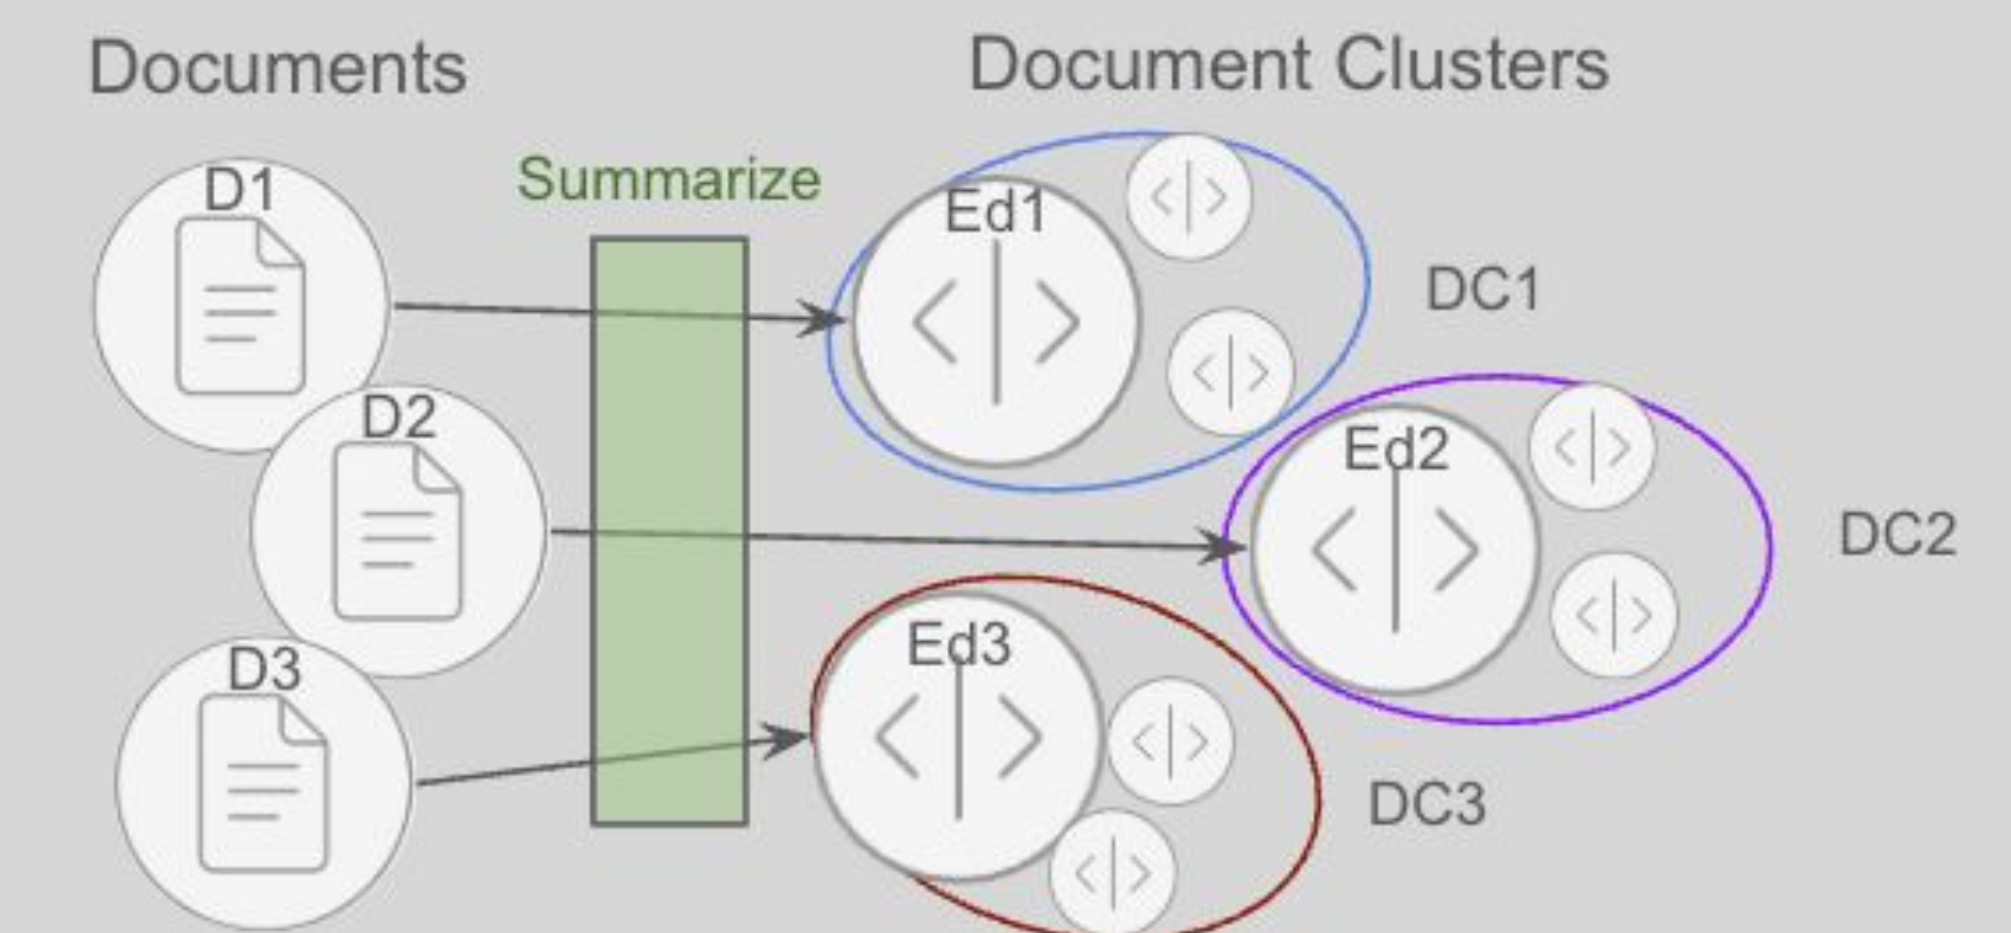 Documents
Document Clusters
Summarize
D1
Ed1
DC1
D2
Ed2
DC2
D3
Ed3
DC3